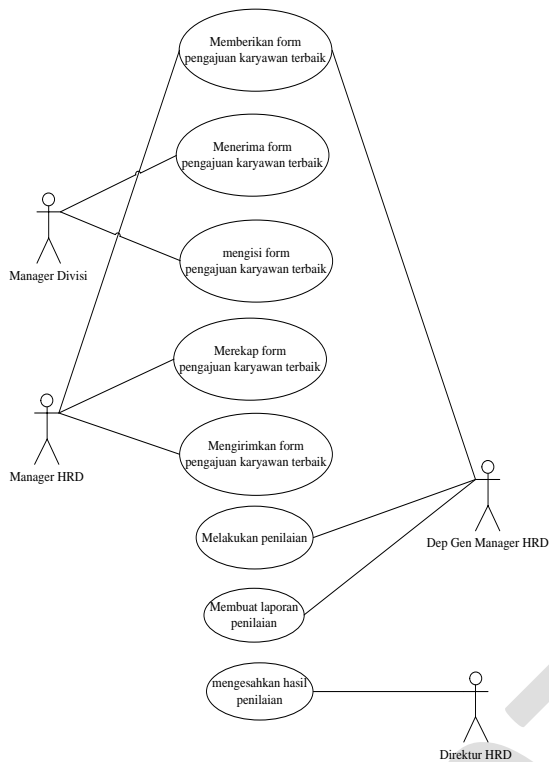 Memberikan form
pengajuan karyawan terbaik
Menerima form
pengajuan karyawan terbaik
Manager Divisi
mengisi form
pengajuan karyawan terbaik
Merekap form
pengajuan karyawan terbaik
Manager HRD
Mengirimkan form
pengajuan karyawan terbaik
Melakukan penilaian
Dep Gen Manager HRD
Membuat laporan
penilaian
mengesahkan hasil
penilaian
Direktur HRD